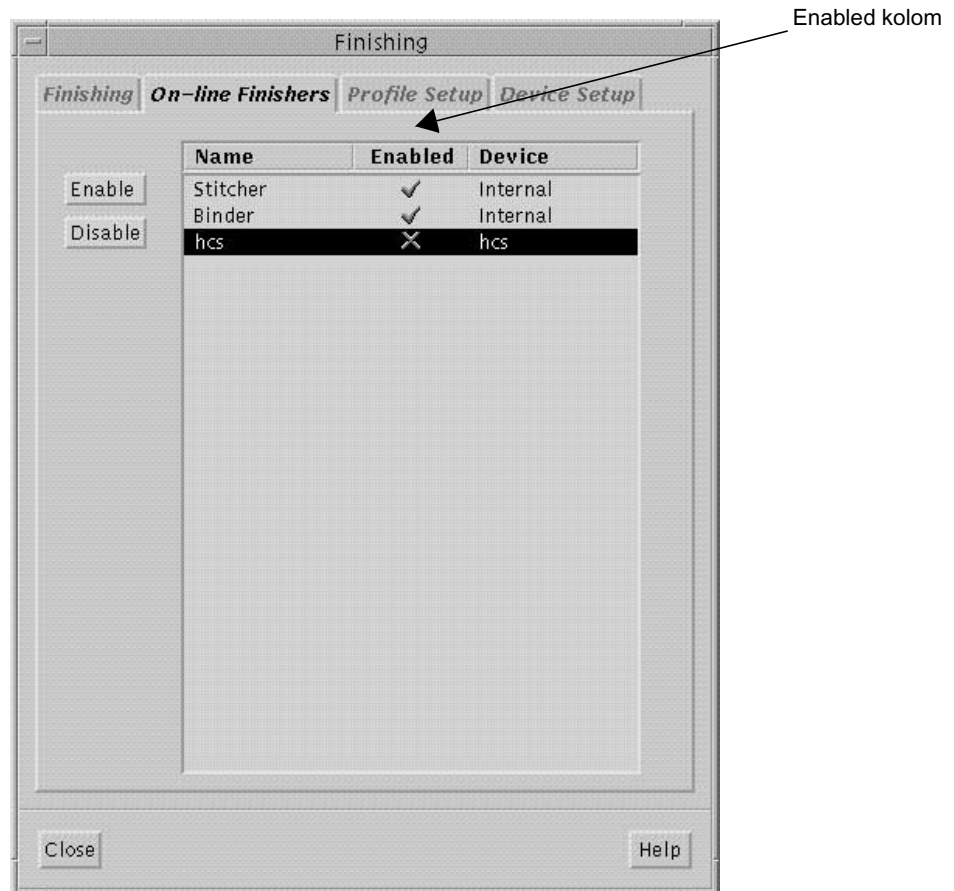 Enabled kolom
Finishing
Finishing On-line Finishers Profile Setup Device Setup
Name Enabled Device
Enable
Disable
Stitcher ✓ Internal
Binder ✓ Internal
hcs ✕ hcs
Close Help